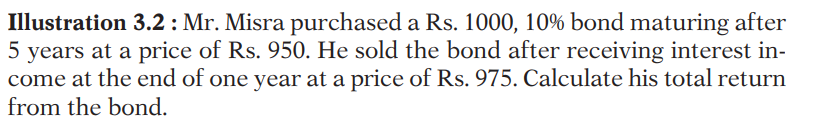 Illustration 3.2 : Mr. Misra purchased a Rs. 1000, 10% bond maturing after
5 years at a price of Rs. 950. He sold the bond after receiving interest in-
come at the end of one year at a price of Rs. 975. Calculate his total return
from the bond.